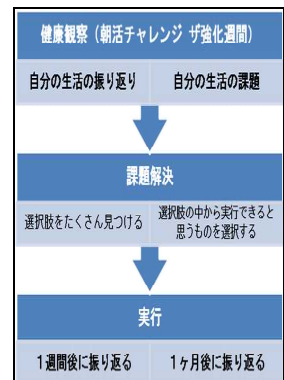 健康観察（朝活チャレンジ ザ強化週間）
自分の生活の振り返り
自分の生活の課題
課題解決
選択肢をたくさん見つける
選択肢の中から実行できると
思うものを選択する
実行
1週間後に振り返る
1ヶ月後に振り返る